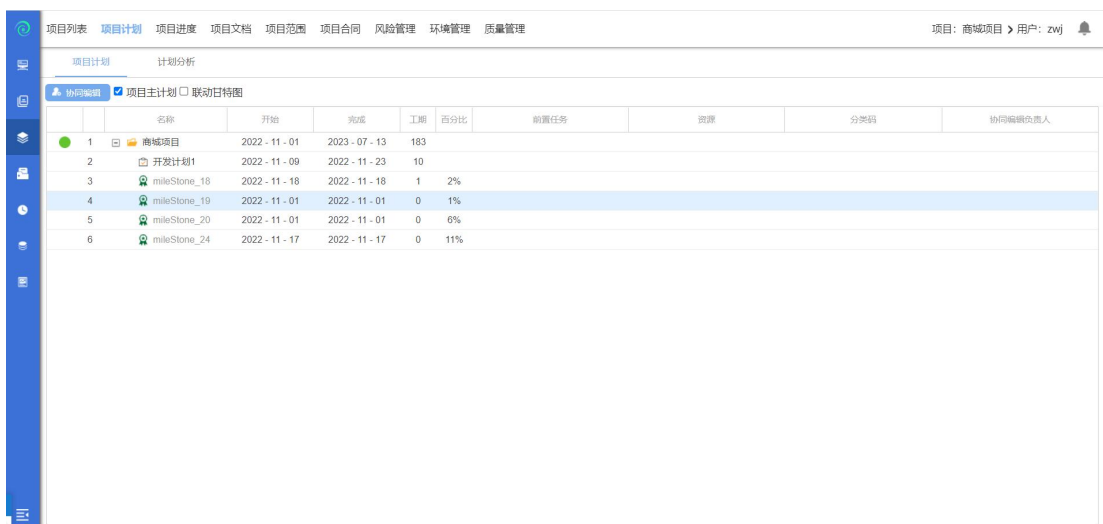 项目列表 项目计划 项目进度 项目文档 项目范围 项目合同 风险管理 环境管理 质量管理 项目：商城项目 > 用户：zwj
项目计划 计划分析
协同编辑 项目主计划 联动甘特图
名称 开始 完成 工期 百分比 前置任务 资源 分类码 协同编辑负责人
1 商城项目 2022 - 11 - 01 2023 - 07 - 13 183
2 开发计划1 2022 - 11 - 09 2022 - 11 - 23 10
3 mileStone_18 2022 - 11 - 18 2022 - 11 - 18 1 2%
4 mileStone_19 2022 - 11 - 01 2022 - 11 - 01 0 1%
5 mileStone_20 2022 - 11 - 01 2022 - 11 - 01 0 6%
6 mileStone_24 2022 - 11 - 17 2022 - 11 - 17 0 11%